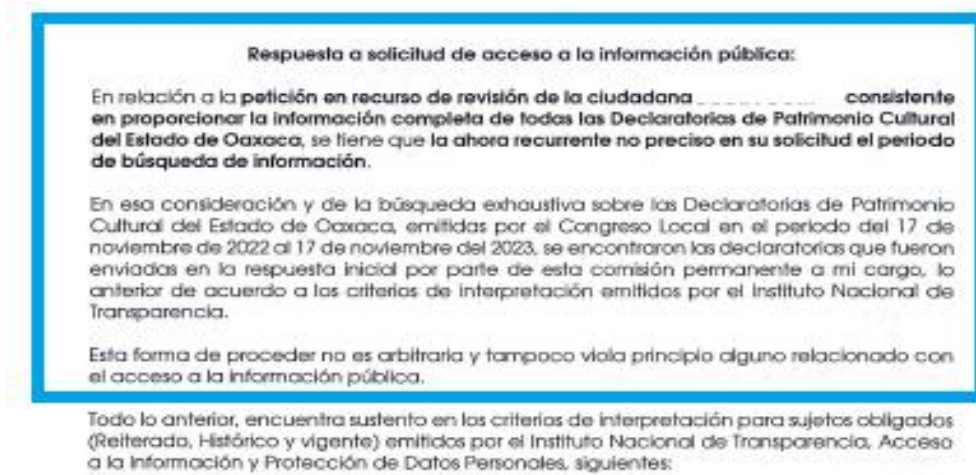 Respuesta a solicitud de acceso a la información pública:
En relación a la petición en recurso de revisión de la ciudadana consistente
en proporcionar la información completa de todas las Declaratorias de Patrimonio Cultural
del Estado de Oaxaca, se tiene que la ahora recurrente no preciso en su solicitud el periodo
de búsqueda de información.
En esa consideración y de la búsqueda exhaustiva sobre las Declaratorias de Patrimonio
Cultural del Estado de Oaxaca, emitidas por el Congreso Local en el periodo del 17 de
noviembre de 2022 al 17 de noviembre del 2023, se encontraron las declaratorias que fueron
enviadas en la respuesta inicial por parte de esta comisión permanente a mi cargo, lo
anterior de acuerdo a los criterios de interpretación emitidos por el Instituto Nacional de
Transparencia.
Esta forma de proceder no es arbitraria y tampoco viola principio alguno relacionado con
el acceso a la información pública.
Todo lo anterior, encuentra sustento en los criterios de interpretación para sujetos obligados
(Reiterado, Histórico y vigente) emitidos por el Instituto Nacional de Transparencia, Acceso
a la Información y Protección de Datos Personales, siguientes: